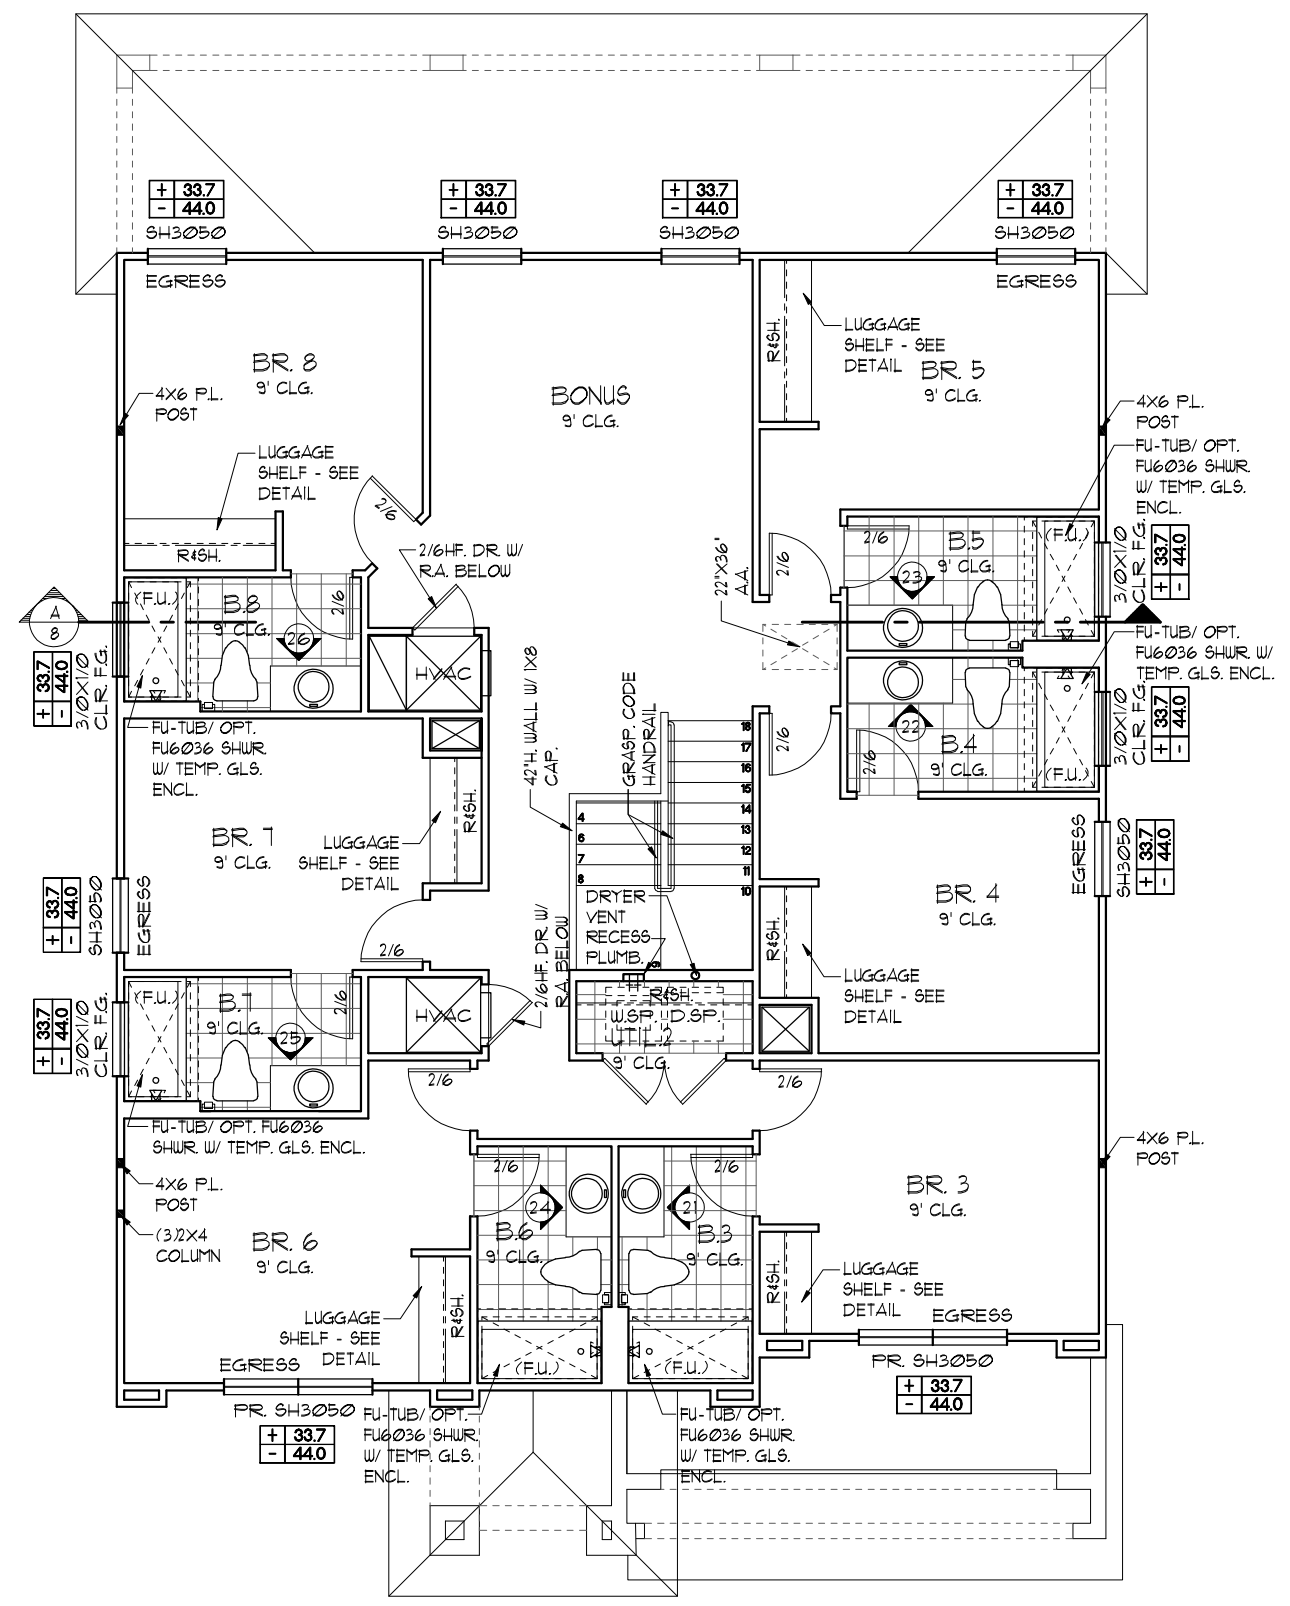 + 33.7
- 44.0
SH3050
EGRESS
+ 33.7
- 44.0
SH3050
+ 33.7
- 44.0
SH3050
+ 33.7
- 44.0
SH3050
EGRESS
BR. 8
9' CLG.
4X6 P.L.
POST
LUGGAGE
SHELF - SEE
DETAIL
R&SH.
2/6
BONUS
9' CLG.
R&SH.
LUGGAGE
SHELF - SEE
DETAIL
BR. 5
9' CLG.
4X6 P.L.
POST
FU-TUB/ OPT.
FU6036 SHWR.
W/ TEMP. GLS.
ENCL.
2/6HF. DR. W/
R.A. BELOW
22"X36"
A.A.
2/6
2/6
B.5
9' CLG.
23
(F.U.)
3/0X1/0
CLR. F.G.
+ 33.7
- 44.0
A
8
(F.U.)
B.8
9' CLG.
2/6
26
3/0X1/0
CLR. F.G.
+ 33.7
- 44.0
HVAC
FU-TUB/ OPT.
FU6036 SHWR. W/
TEMP. GLS. ENCL.
22
B.4
9' CLG.
2/6
(F.U.)
3/0X1/0
CLR. F.G.
+ 33.7
- 44.0
FU-TUB/ OPT.
FU6036 SHWR.
W/ TEMP. GLS.
ENCL.
42"H. WALL W/ 1X8
CAP.
GRASP. CODE
HANDRAIL
2/6
18
17
16
15
14
13
12
11
10
4
6
7
8
9
BR. 7
9' CLG.
LUGGAGE
SHELF - SEE
DETAIL
R&SH.
EGRESS
SH3050
+ 33.7
- 44.0
BR. 4
9' CLG.
R&SH.
LUGGAGE
SHELF - SEE
DETAIL
+ 33.7
- 44.0
SH3050
EGRESS
2/6
DRYER
VENT
RECESS
PLUMB.
2/6HF. DR. W/
R.A. BELOW
R&SH.
W.SP. D.SP.
UTIL.2
9' CLG.
(F.U.)
B.7
9' CLG.
2/6
25
HVAC
+ 33.7
- 44.0
3/0X1/0
CLR. F.G.
2/6
2/6
FU-TUB/ OPT. FU6036
SHWR. W/ TEMP. GLS. ENCL.
4X6 P.L.
POST
4X6 P.L.
POST
(3)2X4
COLUMN
BR. 6
9' CLG.
LUGGAGE
SHELF - SEE
DETAIL
R&SH.
2/6
24
B.6
9' CLG.
(F.U.)
2/6
21
B.3
9' CLG.
(F.U.)
BR. 3
9' CLG.
R&SH.
LUGGAGE
SHELF - SEE
DETAIL
EGRESS
PR. SH3050
+ 33.7
- 44.0
EGRESS
PR. SH3050
+ 33.7
- 44.0
FU-TUB/ OPT.
FU6036 SHWR.
W/ TEMP. GLS.
ENCL.
FU-TUB/ OPT.
FU6036 SHWR.
W/ TEMP. GLS.
ENCL.